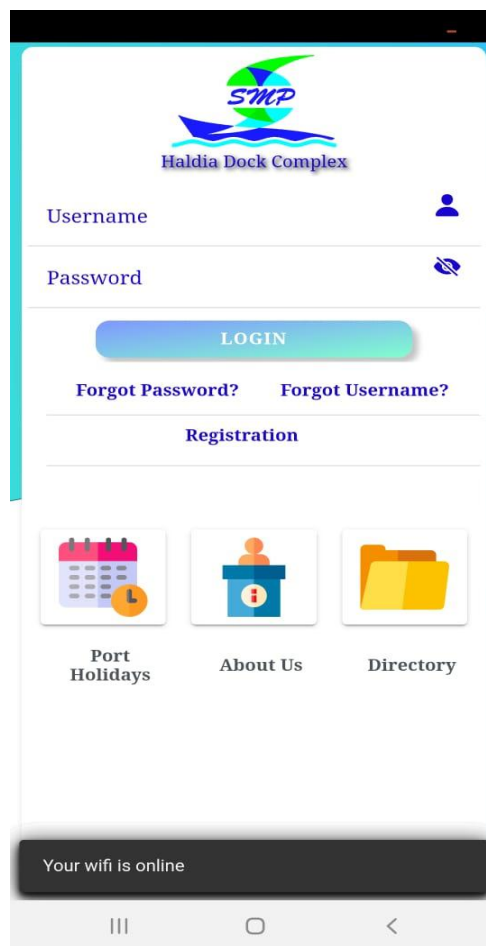 SMP
Haldia Dock Complex
Username
Password
LOGIN
Forgot Password? Forgot Username?
Registration
Port
Holidays
About Us
Directory
Your wifi is online